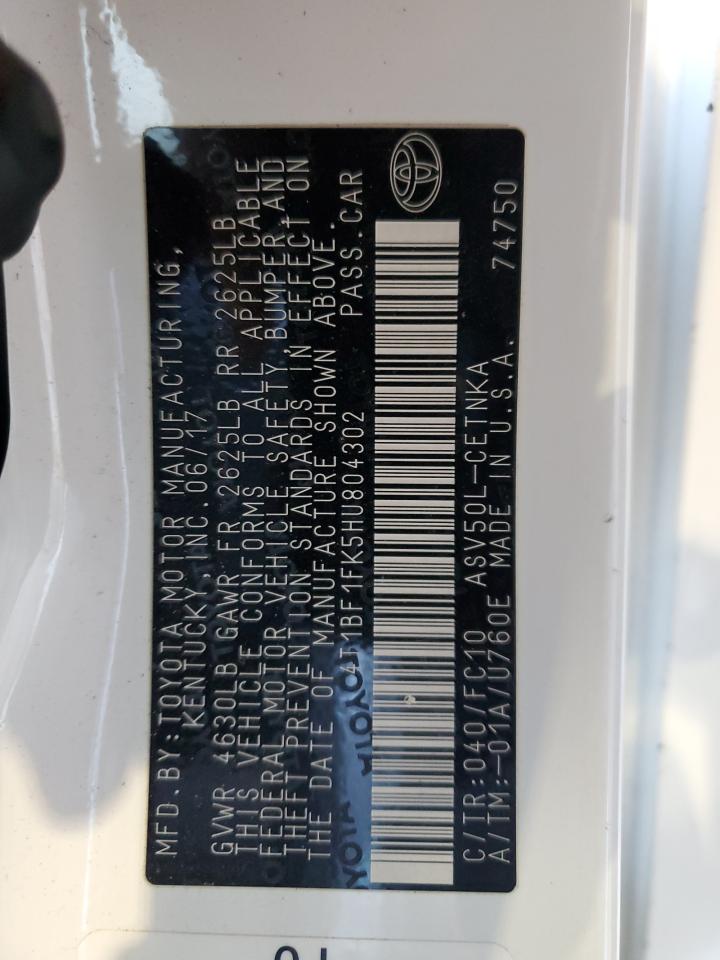 MFD.BY:TOYOTA MOTOR MANUFACTURING,
KENTUCKY,INC.06/17
GVWR 4630LB GAWR FR 2625LB RR 2625LB
THIS VEHICLE CONFORMS TO ALL APPLICABLE
FEDERAL MOTOR VEHICLE SAFETY, BUMPER,AND
THEFT PREVENTION STANDARDS IN EFFECT ON
THE DATE OF MANUFACTURE SHOWN ABOVE.
4T1BF1FK5HU804302 PASS.CAR
TOYOTA
C/TR:040/FC10 ASV50L-CETNKA
A/TM:-01A/U760E MADE IN U.S.A. 74750